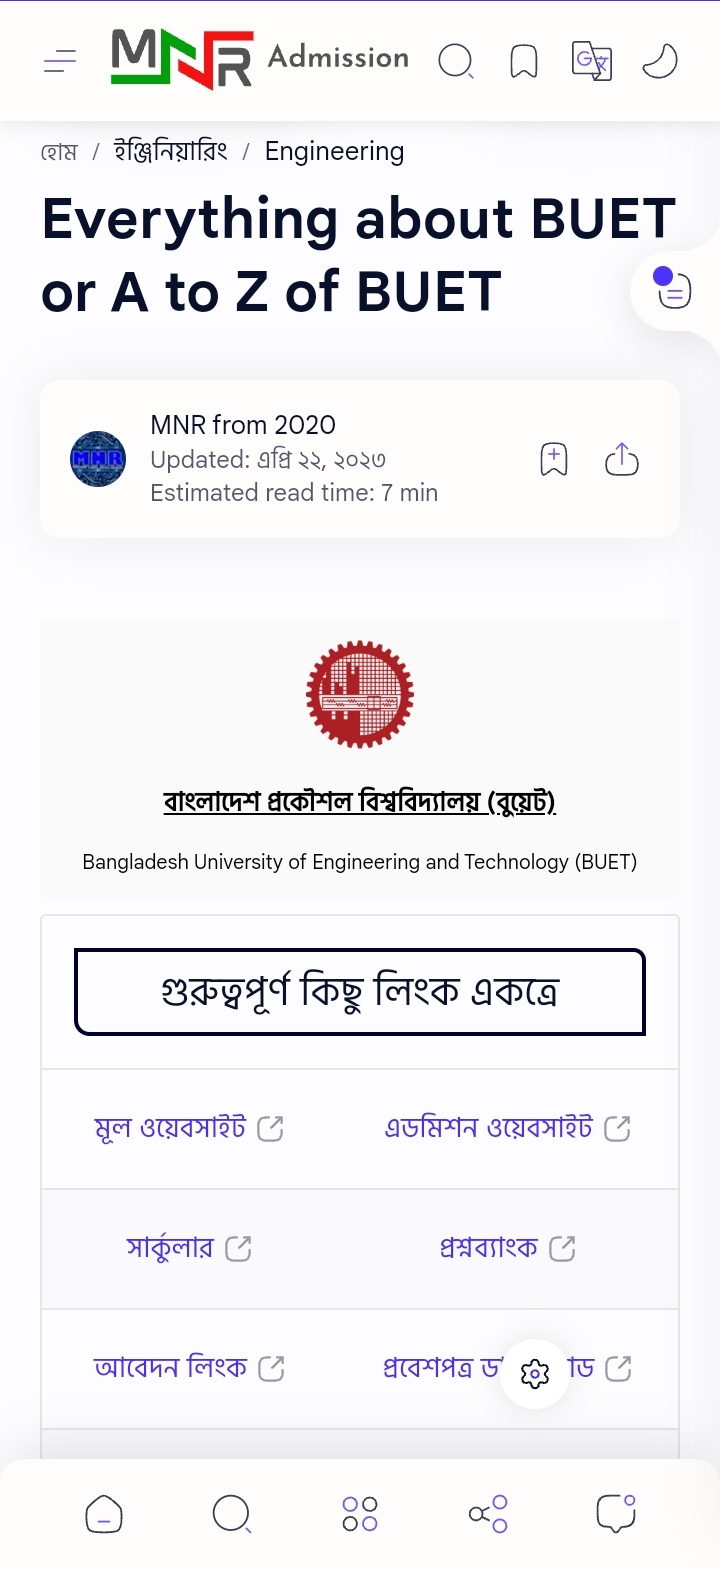 MNR Admission
হোম / ইঞ্জিনিয়ারিং / Engineering
Everything about BUET
or A to Z of BUET
MNR from 2020
MNR
Updated: এপ্রি ২২, ২০২৩
Estimated read time: 7 min
বাংলাদেশ প্রকৌশল বিশ্ববিদ্যালয় (বুয়েট)
Bangladesh University of Engineering and Technology (BUET)
গুরুত্বপূর্ণ কিছু লিংক একত্রে
মূল ওয়েবসাইট এডমিশন ওয়েবসাইট
সার্কুলার প্রশ্নব্যাংক
আবেদন লিংক প্রবেশপত্র